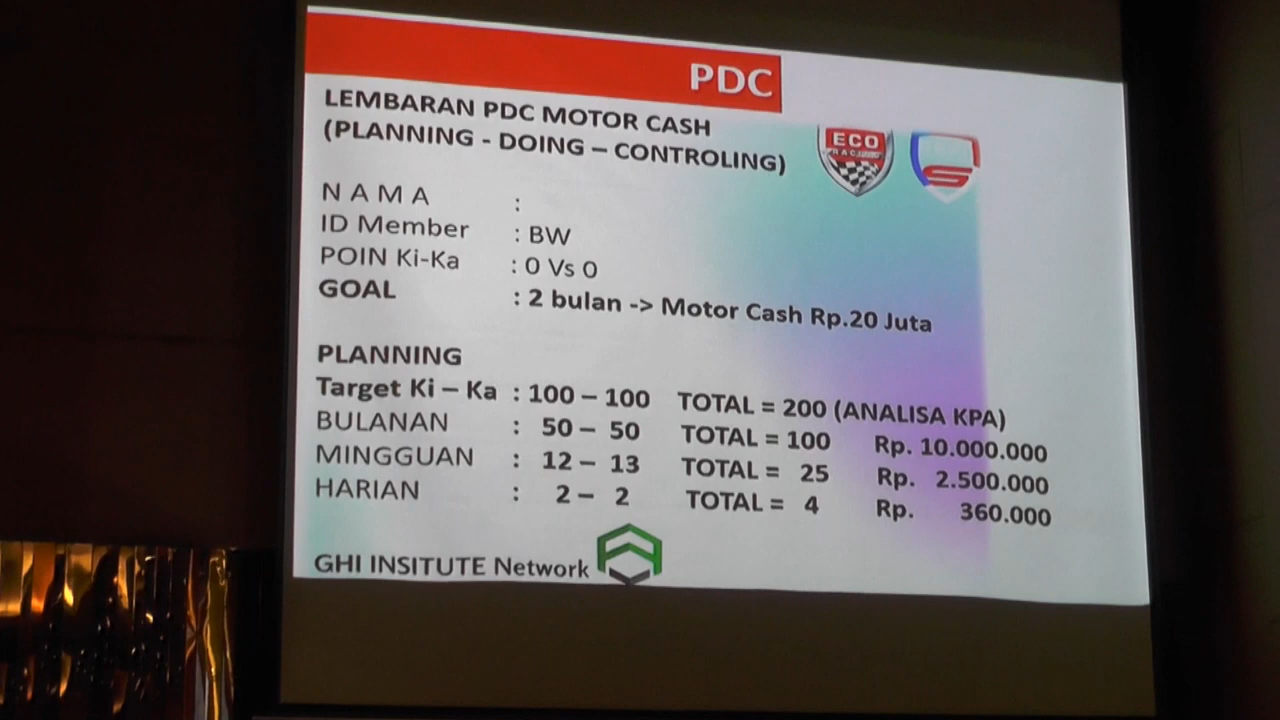 PDC
LEMBARAN PDC MOTOR CASH
(PLANNING - DOING – CONTROLING)
ECO
RACING
S
N A M A :
ID Member : BW
POIN Ki-Ka : 0 Vs 0
GOAL : 2 bulan -> Motor Cash Rp.20 Juta
PLANNING
Target Ki – Ka : 100 – 100 TOTAL = 200 (ANALISA KPA)
BULANAN : 50 – 50 TOTAL = 100 Rp. 10.000.000
MINGGUAN : 12 – 13 TOTAL = 25 Rp. 2.500.000
HARIAN : 2 – 2 TOTAL = 4 Rp. 360.000
GHI INSITUTE Network